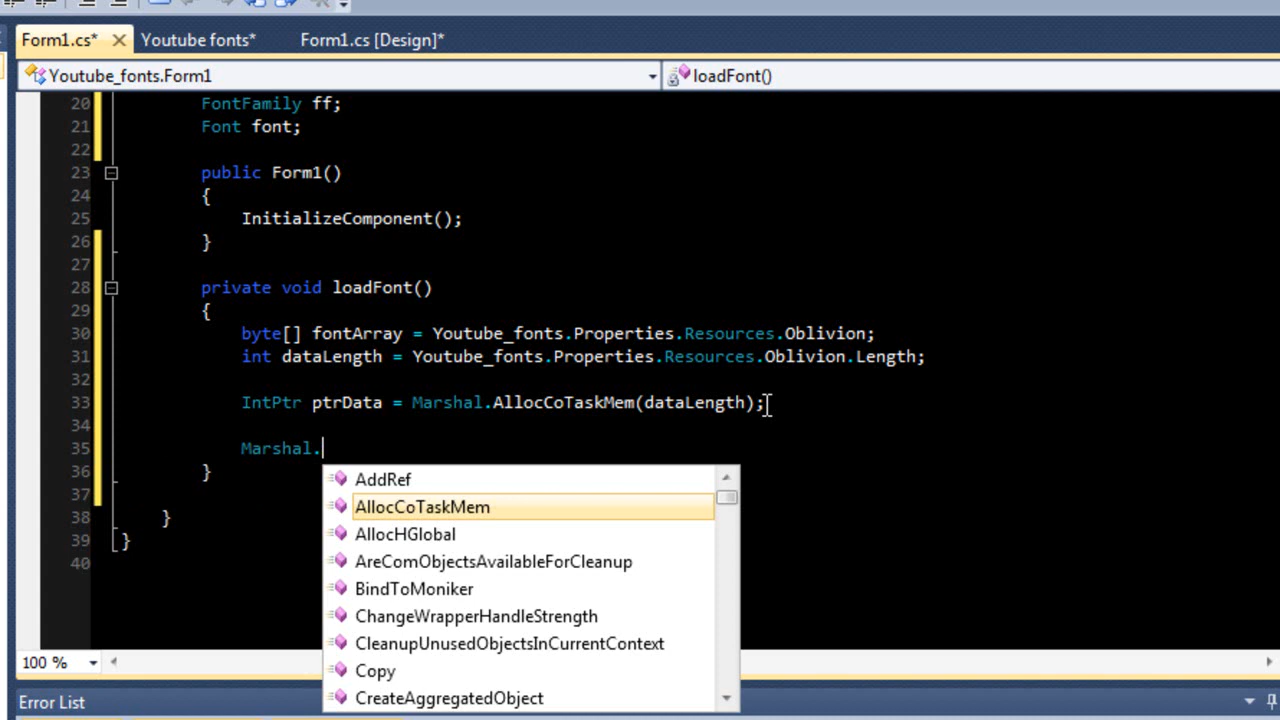 Form1.cs* Youtube fonts* Form1.cs [Design]*
Youtube_fonts.Form1 loadFont()
20 FontFamily ff;
21 Font font;
22
23 public Form1()
24 {
25 InitializeComponent();
26 }
27
28 private void loadFont()
29 {
30 byte[] fontArray = Youtube_fonts.Properties.Resources.Oblivion;
31 int dataLength = Youtube_fonts.Properties.Resources.Oblivion.Length;
32
33 IntPtr ptrData = Marshal.AllocCoTaskMem(dataLength);
34
35 Marshal.
36 }
37
38 }
39 }
40
AddRef
AllocCoTaskMem
AllocHGlobal
AreComObjectsAvailableForCleanup
BindToMoniker
ChangeWrapperHandleStrength
CleanupUnusedObjectsInCurrentContext
Copy
CreateAggregatedObject
100 %
Error List